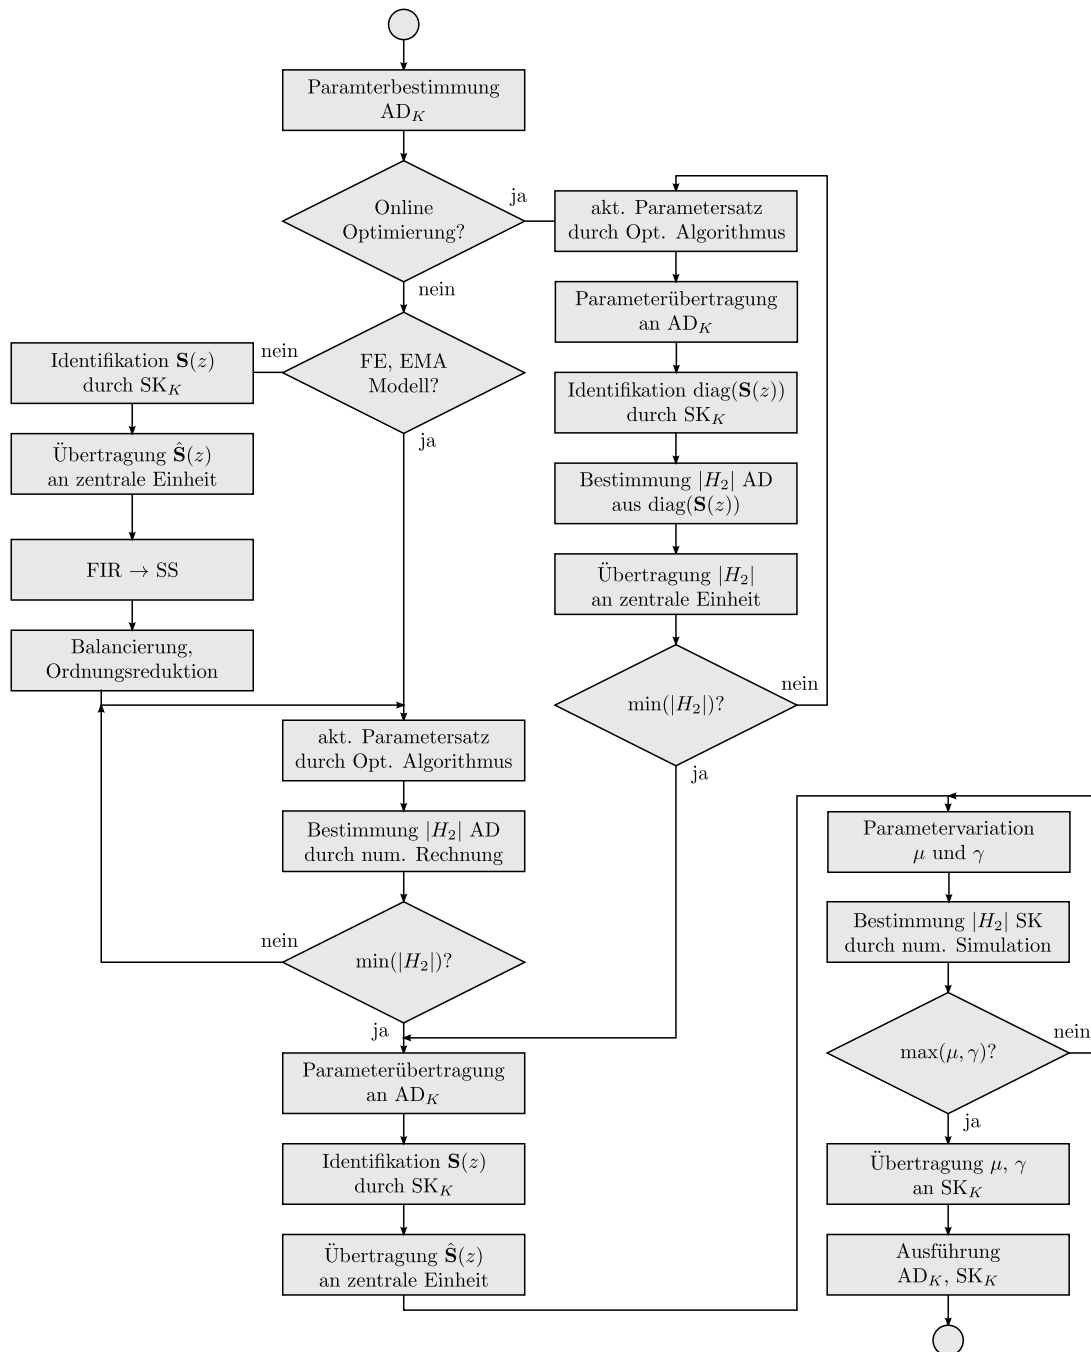 Paramterbestimmung
AD_K
Online
Optimierung?
ja
nein
akt. Parametersatz
durch Opt. Algorithmus
Parameterübertragung
an AD_K
Identifikation diag(S(z))
durch SK_K
Bestimmung |H_2| AD
aus diag(S(z))
Übertragung |H_2|
an zentrale Einheit
min(|H_2|)?
nein
ja
FE, EMA
Modell?
nein
ja
Identifikation S(z)
durch SK_K
Übertragung Ŝ(z)
an zentrale Einheit
FIR → SS
Balancierung,
Ordnungsreduktion
akt. Parametersatz
durch Opt. Algorithmus
Bestimmung |H_2| AD
durch num. Rechnung
min(|H_2|)?
nein
ja
Parameterübertragung
an AD_K
Identifikation S(z)
durch SK_K
Übertragung Ŝ(z)
an zentrale Einheit
Parametervariation
μ und γ
Bestimmung |H_2| SK
durch num. Simulation
max(μ, γ)?
nein
ja
Übertragung μ, γ
an SK_K
Ausführung
AD_K, SK_K